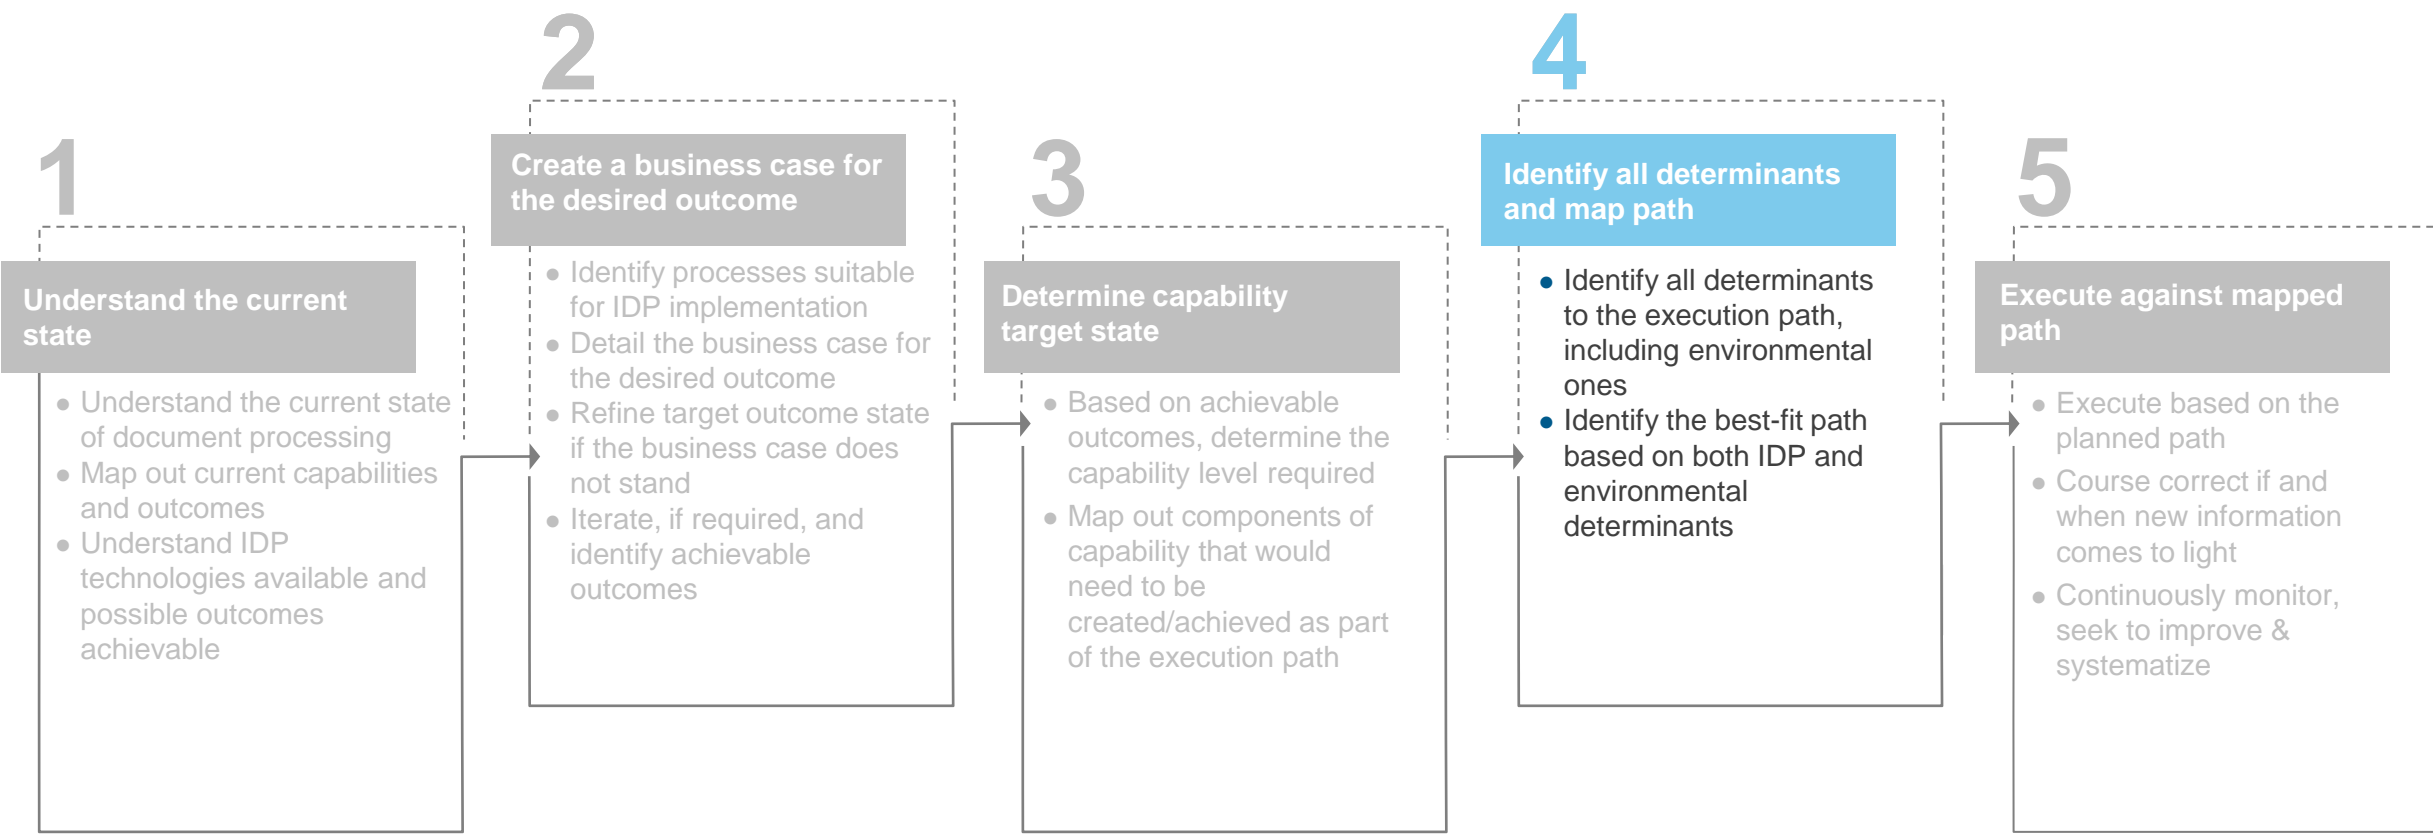 1
Understand the current
state
● Understand the current state
of document processing
● Map out current capabilities
and outcomes
● Understand IDP
technologies available and
possible outcomes
achievable
2
Create a business case for
the desired outcome
● Identify processes suitable
for IDP implementation
● Detail the business case for
the desired outcome
● Refine target outcome state
if the business case does
not stand
● Iterate, if required, and
identify achievable
outcomes
3
Determine capability
target state
● Based on achievable
outcomes, determine the
capability level required
● Map out components of
capability that would
need to be
created/achieved as part
of the execution path
4
Identify all determinants
and map path
● Identify all determinants
to the execution path,
including environmental
ones
● Identify the best-fit path
based on both IDP and
environmental
determinants
5
Execute against mapped
path
● Execute based on the
planned path
● Course correct if and
when new information
comes to light
● Continuously monitor,
seek to improve &
systematize